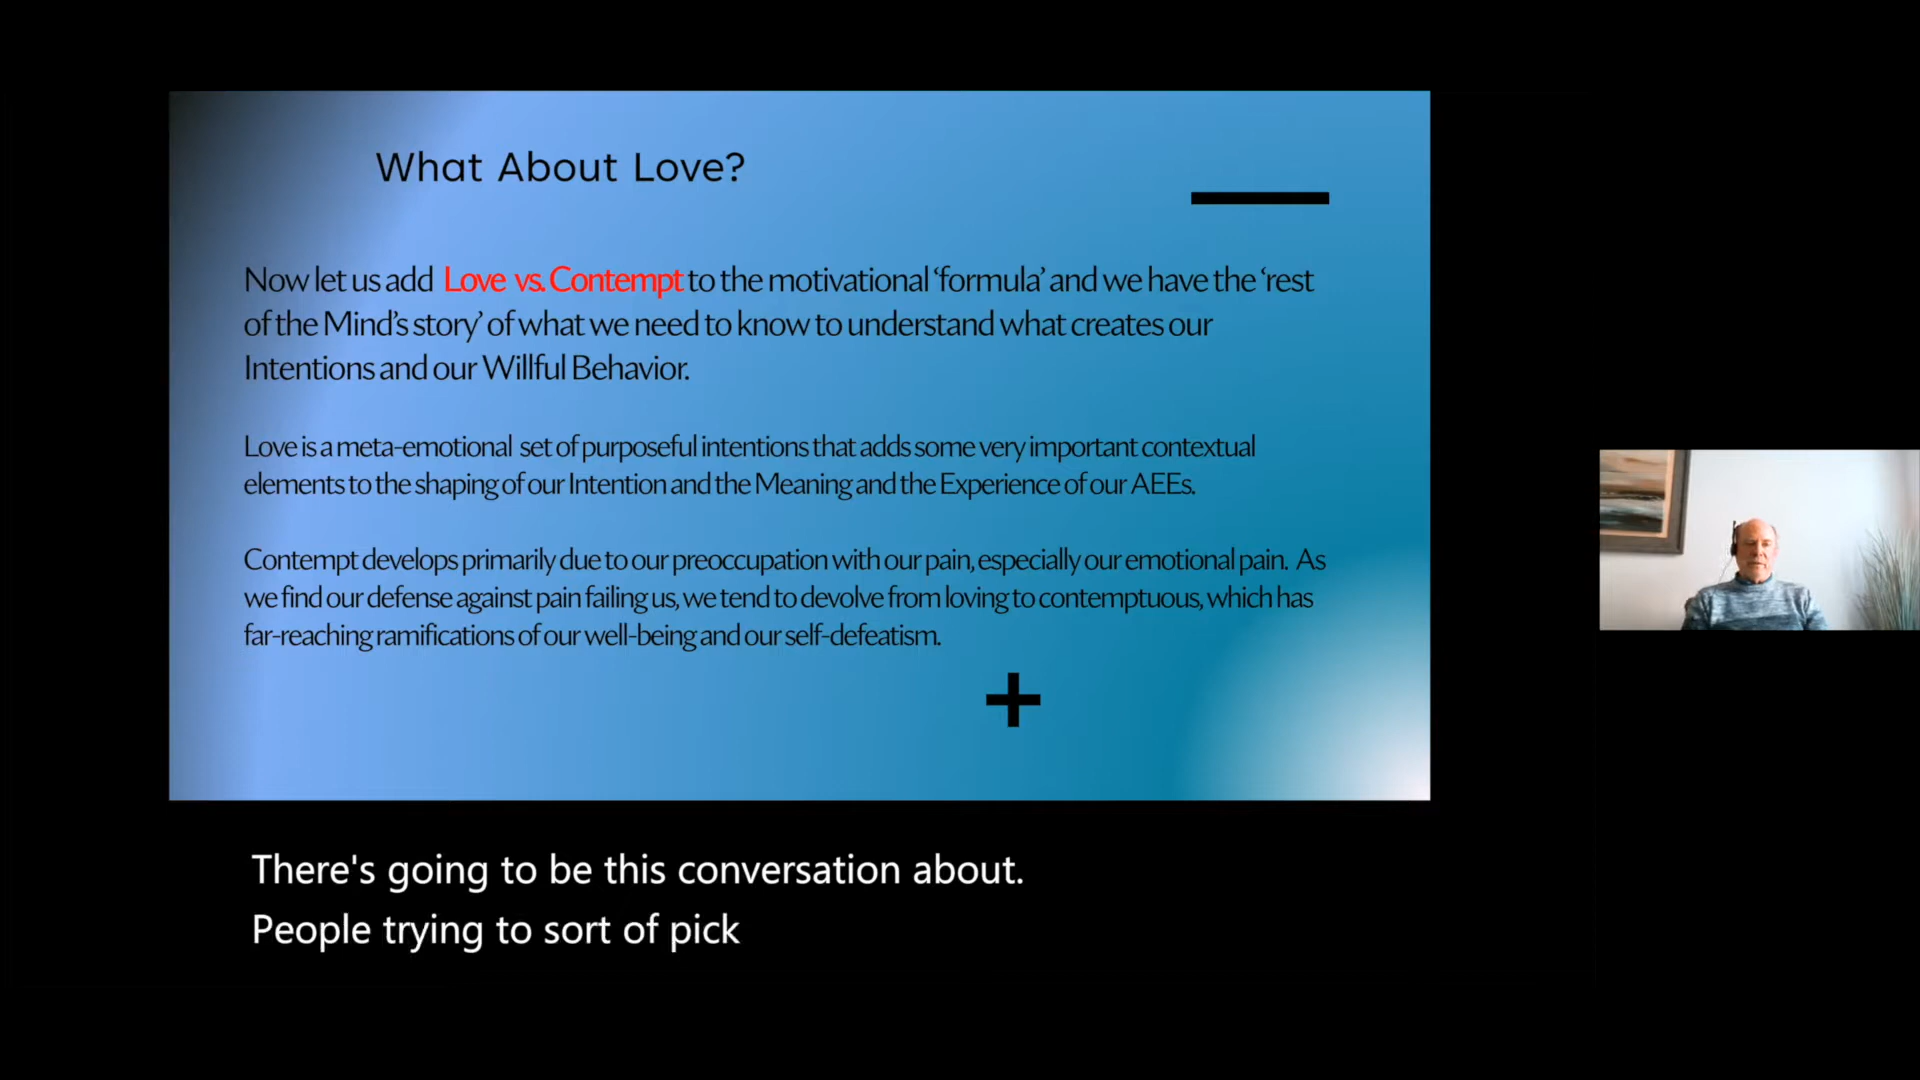 What About Love?
Now let us add Love vs. Contempt to the motivational ‘formula’ and we have the ‘rest
of the Mind’s story’ of what we need to know to understand what creates our
Intentions and our Willful Behavior.
Love is a meta-emotional set of purposeful intentions that adds some very important contextual
elements to the shaping of our Intention and the Meaning and the Experience of our AEEs.
Contempt develops primarily due to our preoccupation with our pain, especially our emotional pain. As
we find our defense against pain failing us, we tend to devolve from loving to contemptuous, which has
far-reaching ramifications of our well-being and our self-defeatism.
There's going to be this conversation about.
People trying to sort of pick